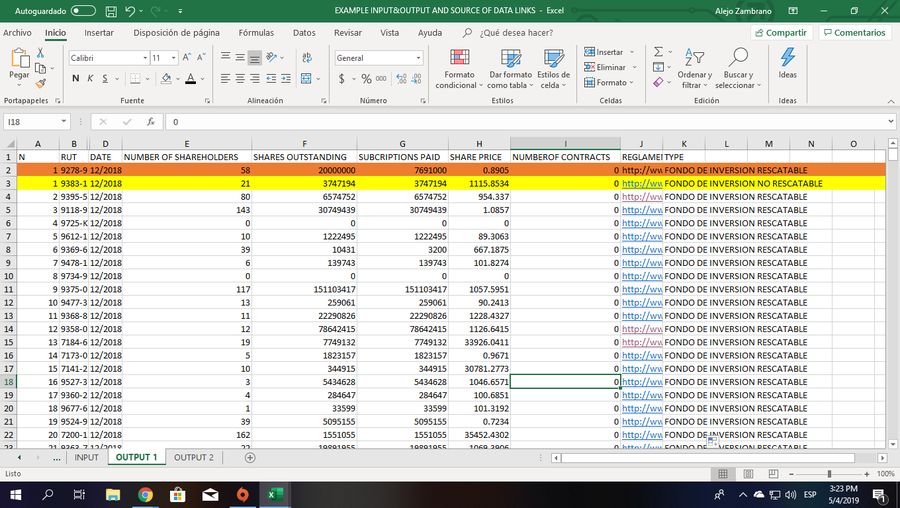 Autoguardado EXAMPLE INPUT&OUTPUT AND SOURCE OF DATA LINKS - Excel Alejo Zambrano
Archivo Inicio Insertar Disposición de página Fórmulas Datos Revisar Vista Ayuda ¿Qué desea hacer? Compartir Comentarios
Pegar Calibri 11 General Formato condicional Dar formato como tabla Estilos de celda Insertar Eliminar Formato Ordenar y filtrar Buscar y seleccionar Ideas
N K S $ % 000
Portapapeles Fuente Alineación Número Estilos Celdas Edición Ideas
I18 fx 0
A B D E F G H I J K L M N O
1 N RUT DATE NUMBER OF SHAREHOLDERS SHARES OUTSTANDING SUBCRIPTIONS PAID SHARE PRICE NUMBEROF CONTRACTS REGLAMEI TYPE
2 1 9278-9 12/2018 58 20000000 7691000 0.8905 0 http://ww FONDO DE INVERSION RESCATABLE
3 1 9383-1 12/2018 21 3747194 3747194 1115.8534 0 http://ww FONDO DE INVERSION NO RESCATABLE
4 2 9395-5 12/2018 80 6574752 6574752 954.337 0 http://ww FONDO DE INVERSION RESCATABLE
5 3 9118-9 12/2018 143 30749439 30749439 1.0857 0 http://ww FONDO DE INVERSION RESCATABLE
6 4 9725-K 12/2018 0 0 0 0 0 http://ww FONDO DE INVERSION RESCATABLE
7 5 9612-1 12/2018 10 1222495 1222495 89.3063 0 http://ww FONDO DE INVERSION RESCATABLE
8 6 9369-6 12/2018 39 10431 3200 667.1875 0 http://ww FONDO DE INVERSION RESCATABLE
9 7 9478-1 12/2018 6 139743 139743 101.8274 0 http://ww FONDO DE INVERSION RESCATABLE
10 8 9734-9 12/2018 0 0 0 0 0 http://ww FONDO DE INVERSION RESCATABLE
11 9 9375-0 12/2018 117 151103417 151103417 1057.5951 0 http://ww FONDO DE INVERSION RESCATABLE
12 10 9477-3 12/2018 13 259061 259061 90.2413 0 http://ww FONDO DE INVERSION RESCATABLE
13 11 9368-8 12/2018 11 22290826 22290826 1228.4327 0 http://ww FONDO DE INVERSION RESCATABLE
14 12 9358-0 12/2018 12 78642415 78642415 1126.6415 0 http://ww FONDO DE INVERSION RESCATABLE
15 13 7184-6 12/2018 19 7749132 7749132 33926.0411 0 http://ww FONDO DE INVERSION RESCATABLE
16 14 7173-0 12/2018 5 1823157 1823157 0.9671 0 http://ww FONDO DE INVERSION RESCATABLE
17 15 7141-2 12/2018 10 344915 344915 30781.2773 0 http://ww FONDO DE INVERSION RESCATABLE
18 16 9527-3 12/2018 3 5434628 5434628 1046.6571 0 http://ww FONDO DE INVERSION RESCATABLE
19 17 9360-2 12/2018 4 284647 284647 100.6851 0 http://ww FONDO DE INVERSION RESCATABLE
20 18 9677-6 12/2018 1 33599 33599 101.3192 0 http://ww FONDO DE INVERSION RESCATABLE
21 19 9524-9 12/2018 39 5095155 5095155 0.7234 0 http://ww FONDO DE INVERSION RESCATABLE
22 20 7200-1 12/2018 162 1551055 1551055 35452.4302 0 http://ww FONDO DE INVERSION RESCATABLE
... INPUT OUTPUT 1 OUTPUT 2
Listo 100%
3:23 PM
ESP
5/4/2019
1